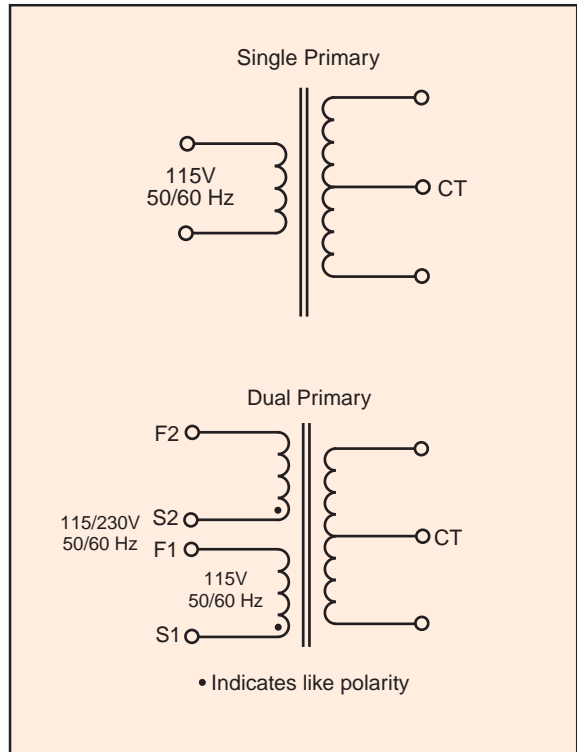 Single Primary
115V
50/60 Hz
CT
Dual Primary
F2
115/230V
50/60 Hz
S2
F1
CT
115V
50/60 Hz
S1
• Indicates like polarity